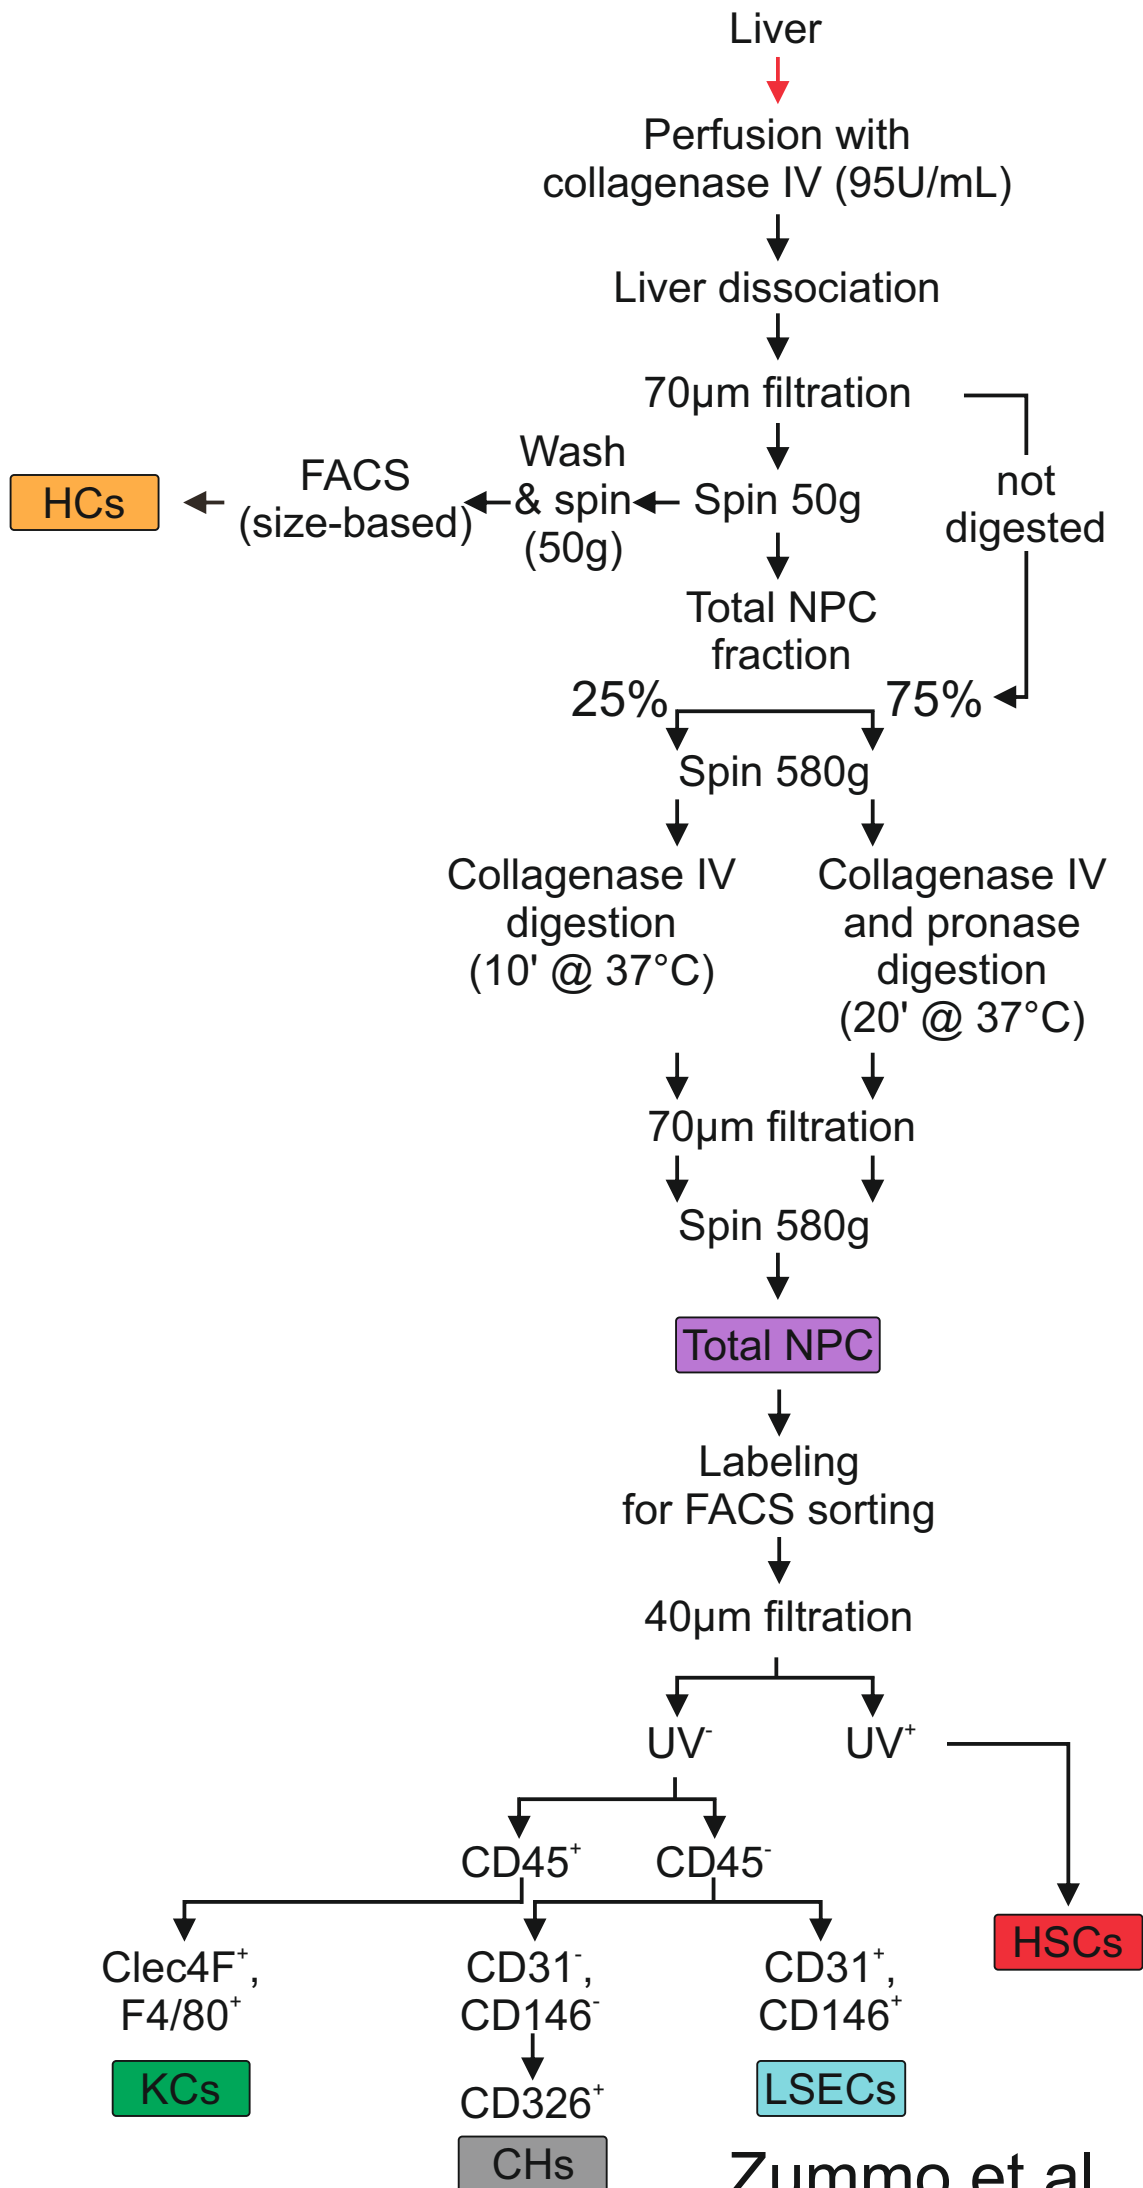 Liver
Perfusion with
collagenase IV (95U/mL)
Liver dissociation
70µm filtration
not
digested
Spin 50g
Wash
& spin
(50g)
FACS
(size-based)
HCs
Total NPC
fraction
25%
75%
Spin 580g
Collagenase IV
digestion
(10' @ 37°C)
Collagenase IV
and pronase
digestion
(20' @ 37°C)
70µm filtration
Spin 580g
Total NPC
Labeling
for FACS sorting
40µm filtration
UV⁻
UV⁺
CD45⁺
CD45⁻
HSCs
Clec4F⁺,
F4/80⁺
KCs
CD31⁻,
CD146⁻
CD326⁺
CHs
CD31⁺,
CD146⁺
LSECs
Zummo et al